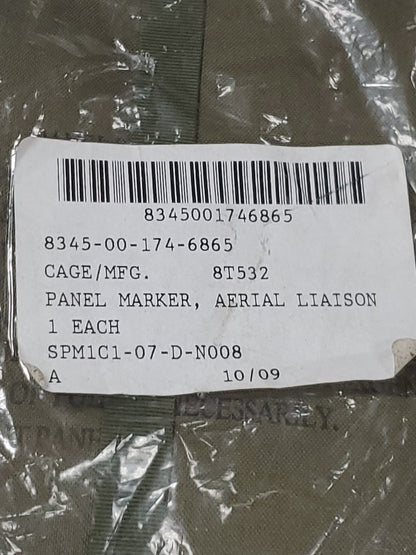 8345001746865
8345-00-174-6865
CAGE/MFG. 8T532
PANEL MARKER, AERIAL LIAISON
1 EACH
SPM1C1-07-D-N008
A 10/09
NECESSARILY.